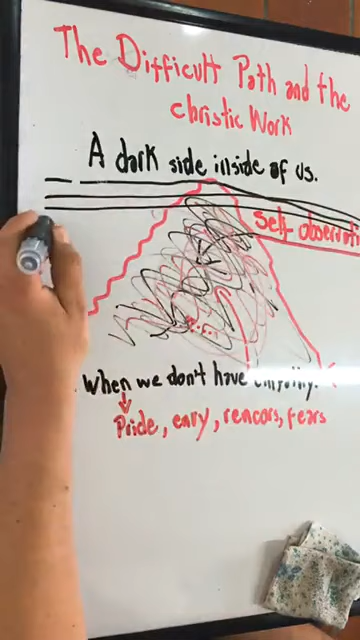 The Difficult Path and the
christic Work
A dark side inside of us.
self observati
When we don't have
Pride, envy, rencors, fears